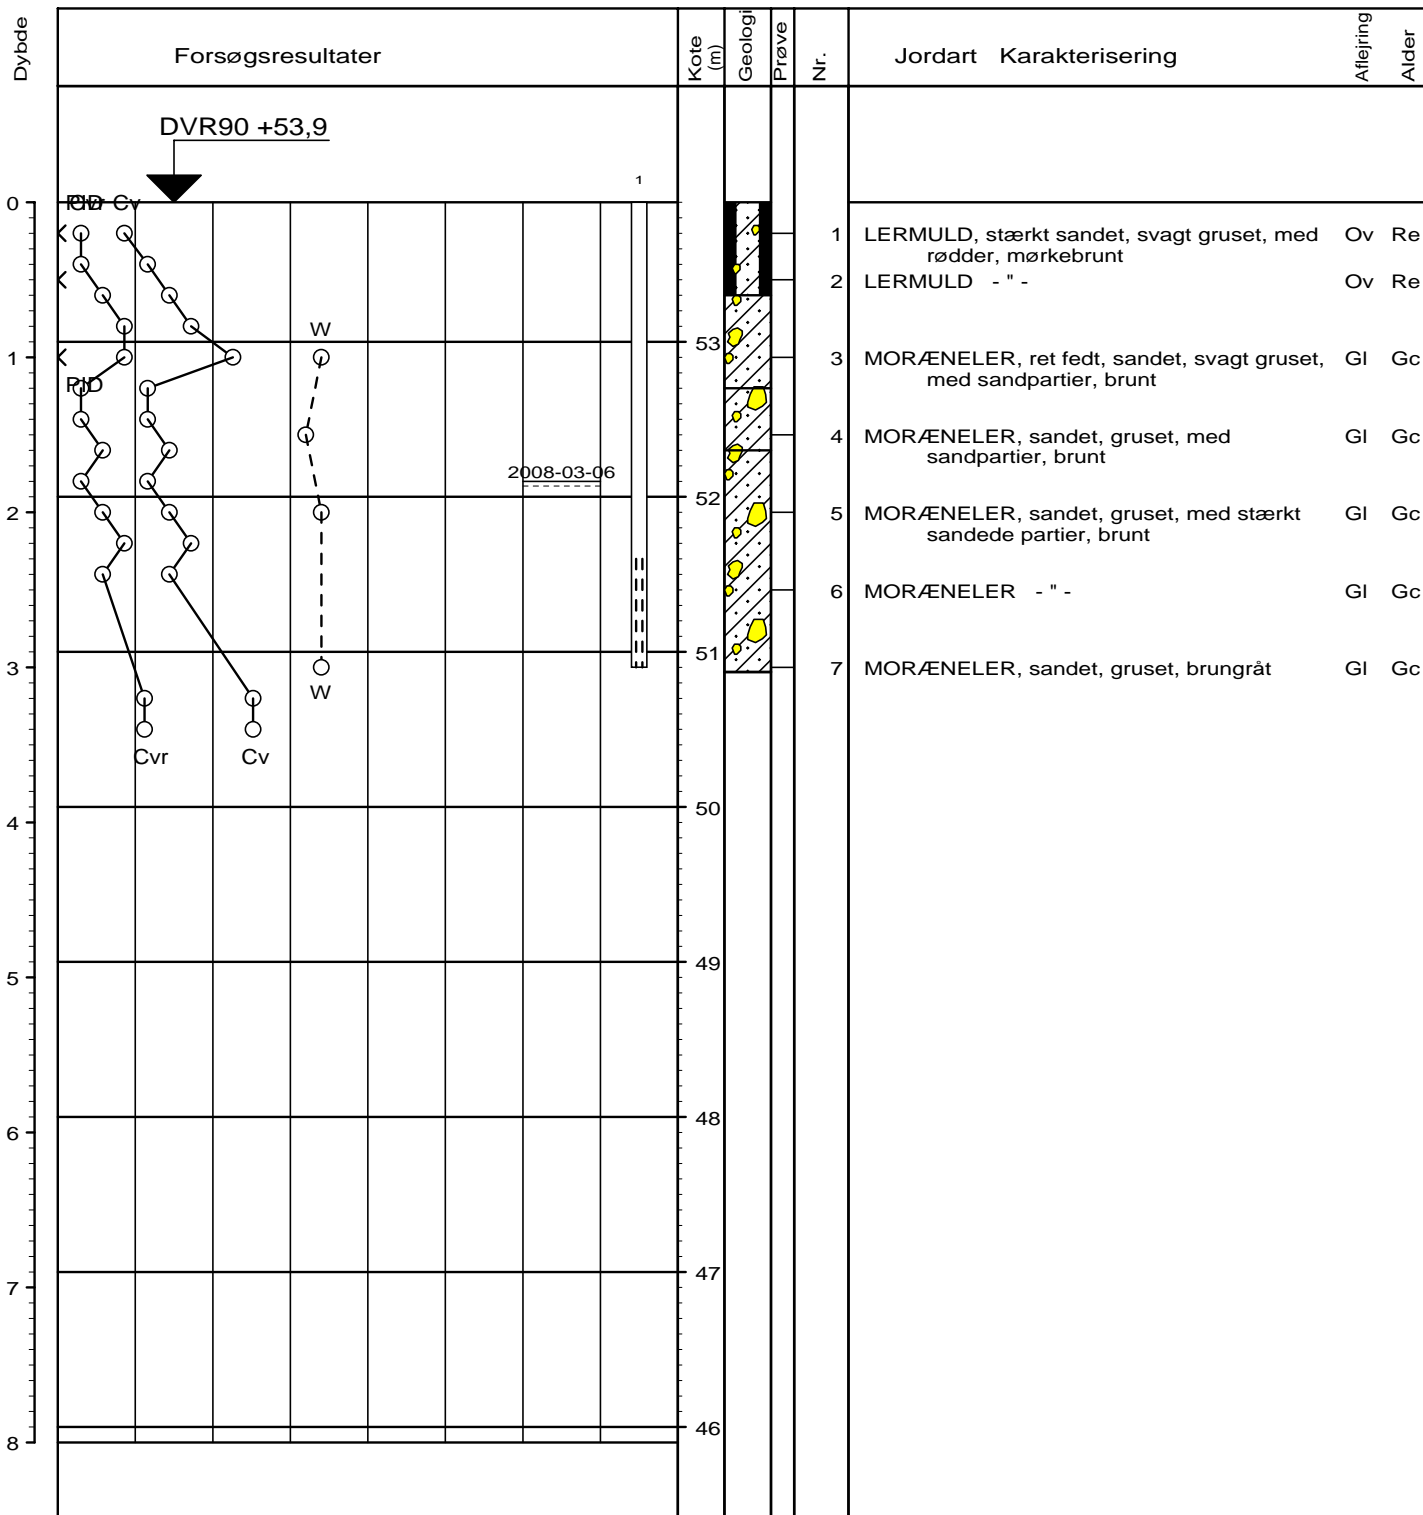 Dybde
Forsøgsresultater
Kote
(m)
Geologi
Prøve
Nr.
Jordart Karakterisering
Aflejring
Alder
DVR90 +53,9
1
0
PID Cvr Cv
1 LERMULD, stærkt sandet, svagt gruset, med Ov Re
rødder, mørkebrunt
2 LERMULD - " - Ov Re
W
53
1
3 MORÆNELER, ret fedt, sandet, svagt gruset, Gl Gc
med sandpartier, brunt
PID
4 MORÆNELER, sandet, gruset, med Gl Gc
sandpartier, brunt
2008-03-06
52
2
5 MORÆNELER, sandet, gruset, med stærkt Gl Gc
sandede partier, brunt
6 MORÆNELER - " - Gl Gc
51
3
7 MORÆNELER, sandet, gruset, brungråt Gl Gc
W
Cvr Cv
50
4
49
5
48
6
47
7
46
8